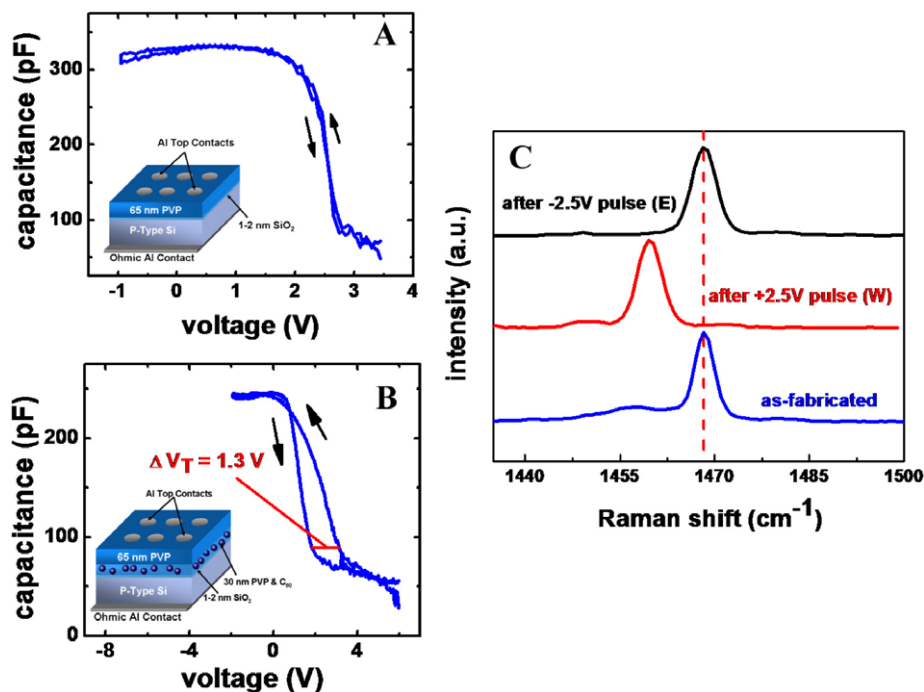 A
capacitance (pF)
300
200
100
Al Top Contacts
65 nm PVP
P-Type Si
1-2 nm SiO2
Ohmic Al Contact
-1 0 1 2 3 4
voltage (V)
B
capacitance (pF)
200
100
0
Δ VT = 1.3 V
Al Top Contacts
65 nm PVP
30 nm PVP & C60
P-Type Si
1-2 nm SiO2
Ohmic Al Contact
-8 -4 0 4
voltage (V)
C
intensity (a.u.)
after -2.5V pulse (E)
after +2.5V pulse (W)
as-fabricated
1440 1455 1470 1485 1500
Raman shift (cm-1)